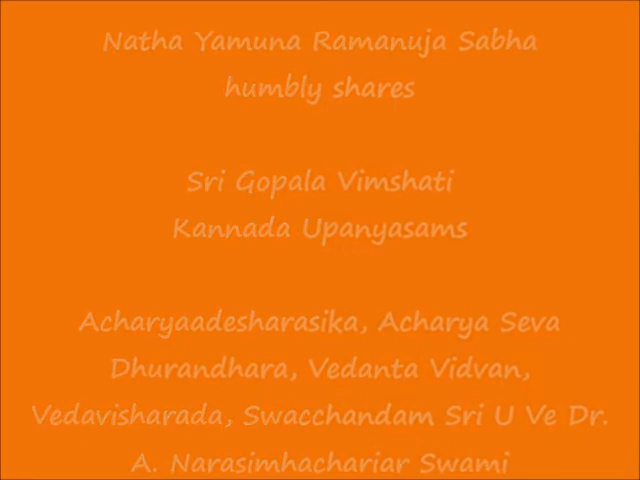 Natha Yamuna Ramanuja Sabha
humbly shares
Sri Gopala Vimshati
Kannada Upanyasams
Acharyaadesharasika, Acharya Seva
Dhurandhara, Vedanta Vidvan,
Vedavisharada, Swacchandam Sri U Ve Dr.
A. Narasimhachariar Swami